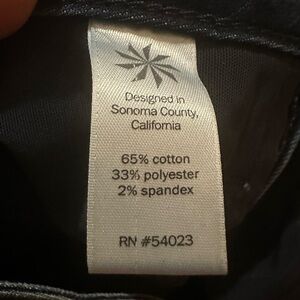 Designed in
Sonoma County,
California
65% cotton
33% polyester
2% spandex
RN #54023